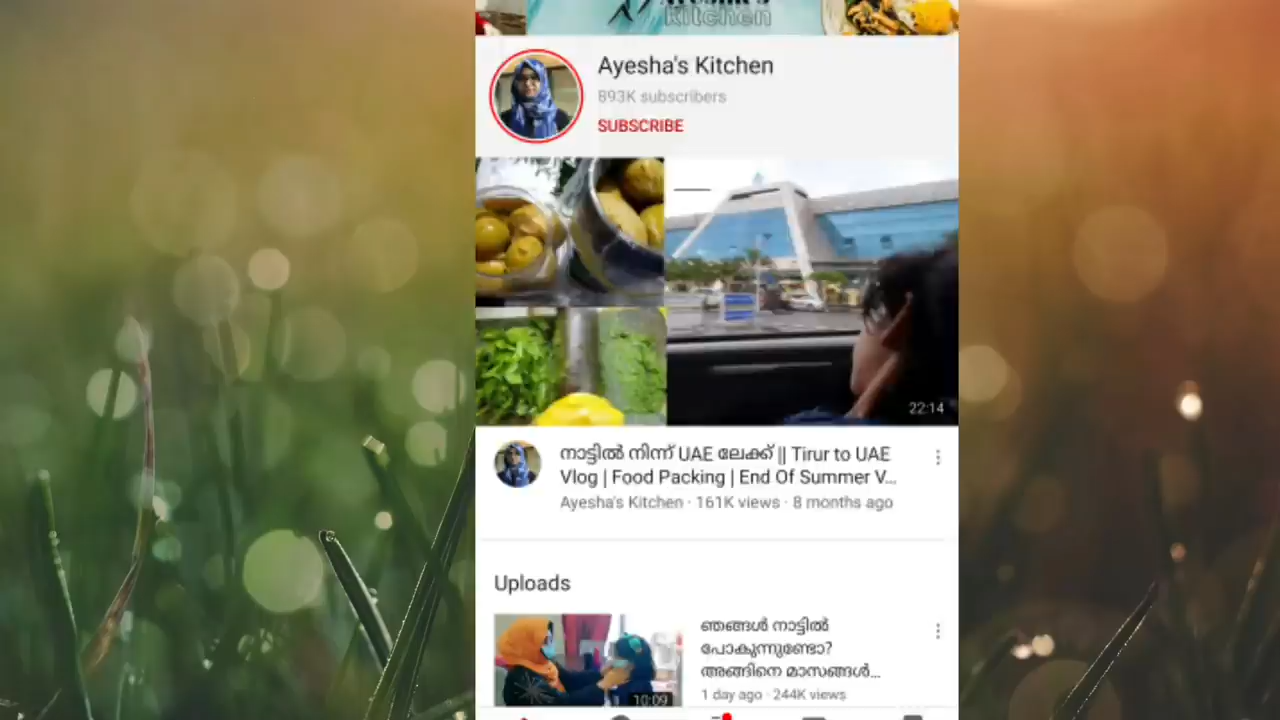 Kitchen
Ayesha's Kitchen
893K subscribers
SUBSCRIBE
22:14
നാട്ടിൽ നിന്ന് UAE ലേക്ക് || Tirur to UAE
Vlog | Food Packing | End Of Summer V...
Ayesha's Kitchen · 161K views · 8 months ago
Uploads
ഞങ്ങൾ നാട്ടിൽ
പോകുന്നുണ്ടോ?
അങ്ങിനെ മാസങ്ങൾ...
10:09
1 day ago · 244K views